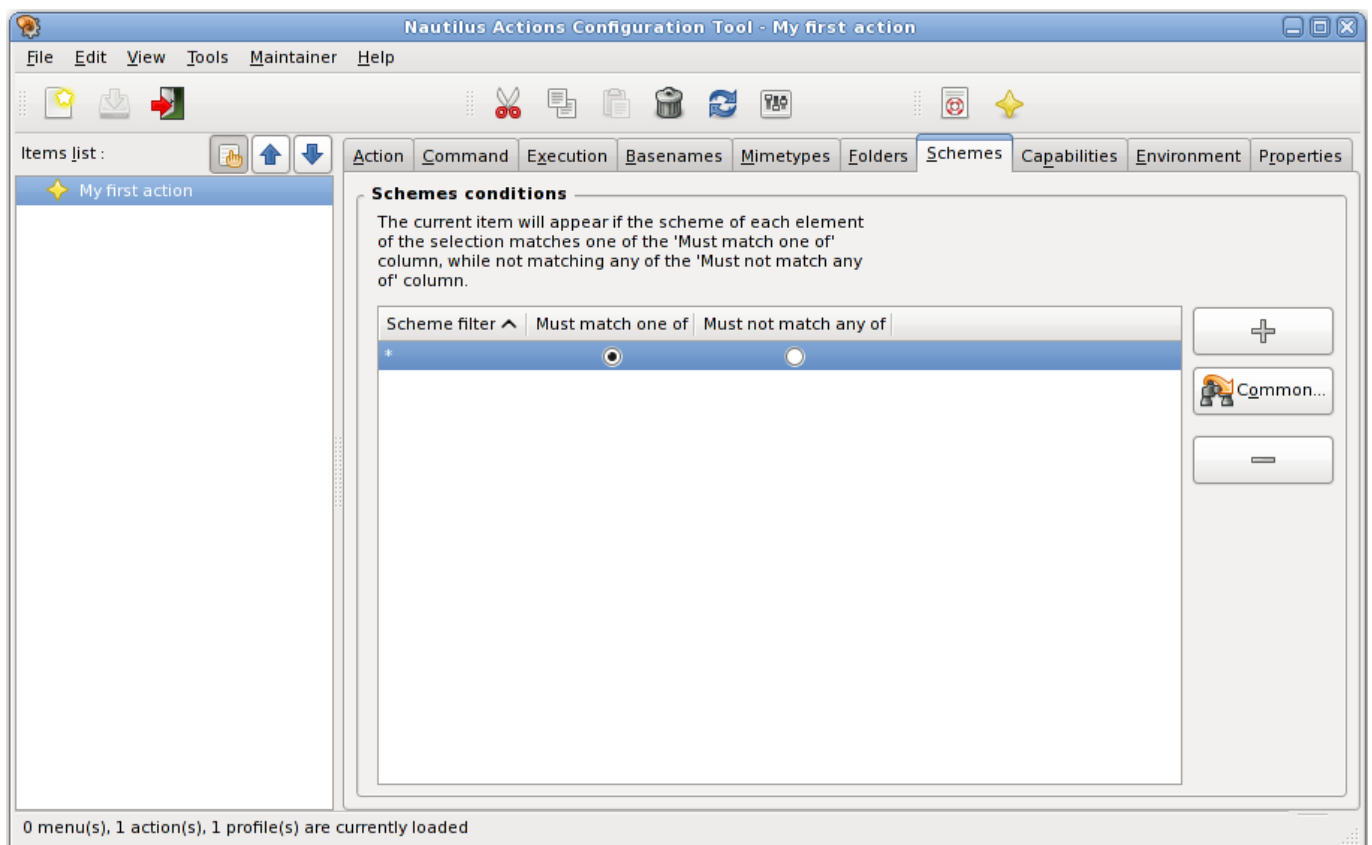 Nautilus Actions Configuration Tool - My first action
File Edit View Tools Maintainer Help
Items list :
Action Command Execution Basenames Mimetypes Folders Schemes Capabilities Environment Properties
My first action
Schemes conditions
The current item will appear if the scheme of each element
of the selection matches one of the 'Must match one of'
column, while not matching any of the 'Must not match any
of' column.
Scheme filter Must match one of Must not match any of
*
Common...
0 menu(s), 1 action(s), 1 profile(s) are currently loaded